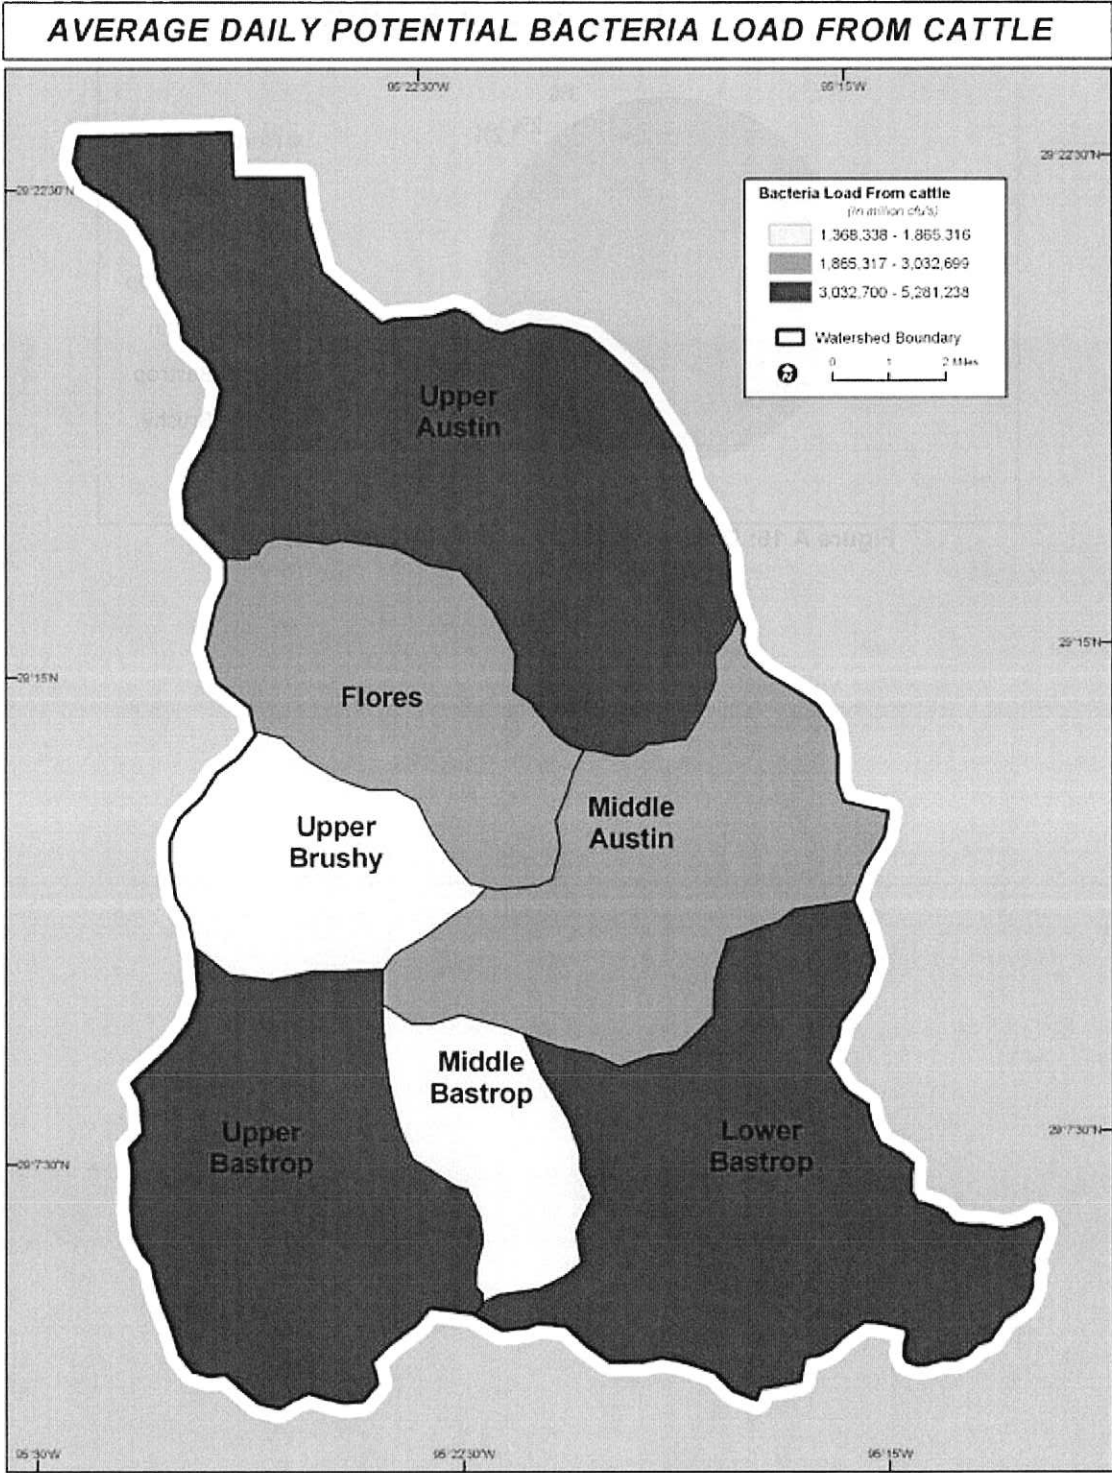 AVERAGE DAILY POTENTIAL BACTERIA LOAD FROM CATTLE
95°22'30"W
95°15'W
29°22'30"N
29°22'30"N
Bacteria Load From cattle
(in million cfu's)
1,368,338 - 1,865,316
1,865,317 - 3,032,699
3,032,700 - 5,281,238
Watershed Boundary
0 1 2 Miles
N
Upper
Austin
29°15'N
29°15'N
Flores
Middle
Austin
Upper
Brushy
Middle
Bastrop
Upper
Bastrop
Lower
Bastrop
29°7'30"N
29°7'30"N
95°30'W
95°22'30"W
95°15'W